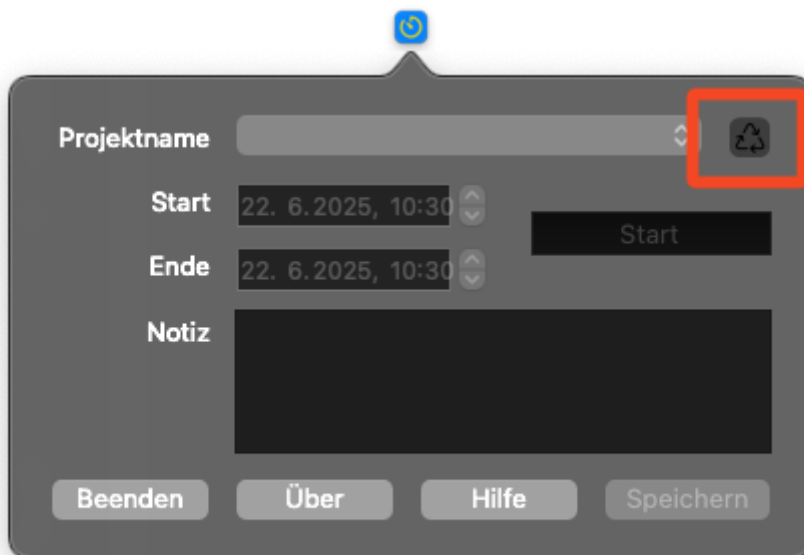 Projektname
Start
22. 6.2025, 10:30
Start
Ende
22. 6.2025, 10:30
Notiz
Beenden
Über
Hilfe
Speichern